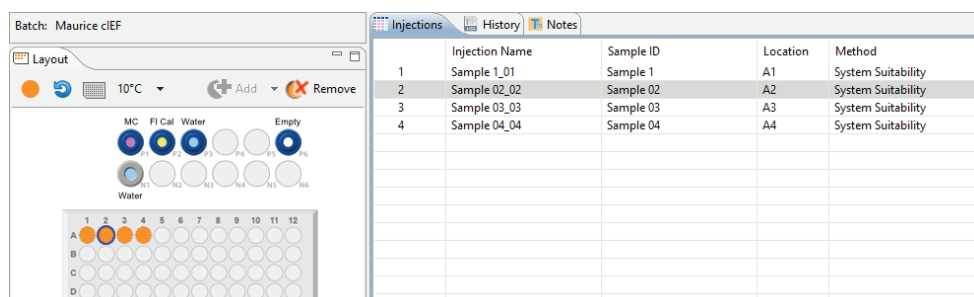 Batch: Maurice cIEF
Layout
10°C Add Remove
MC FI Cal Water Empty
P1 P2 P3 P4 P5 P6
N1 N2 N3 N4 N5 N6
Water
1 2 3 4 5 6 7 8 9 10 11 12
A
B
C
D
Injections History Notes
Injection Name Sample ID Location Method
1 Sample 1_01 Sample 1 A1 System Suitability
2 Sample 02_02 Sample 02 A2 System Suitability
3 Sample 03_03 Sample 03 A3 System Suitability
4 Sample 04_04 Sample 04 A4 System Suitability